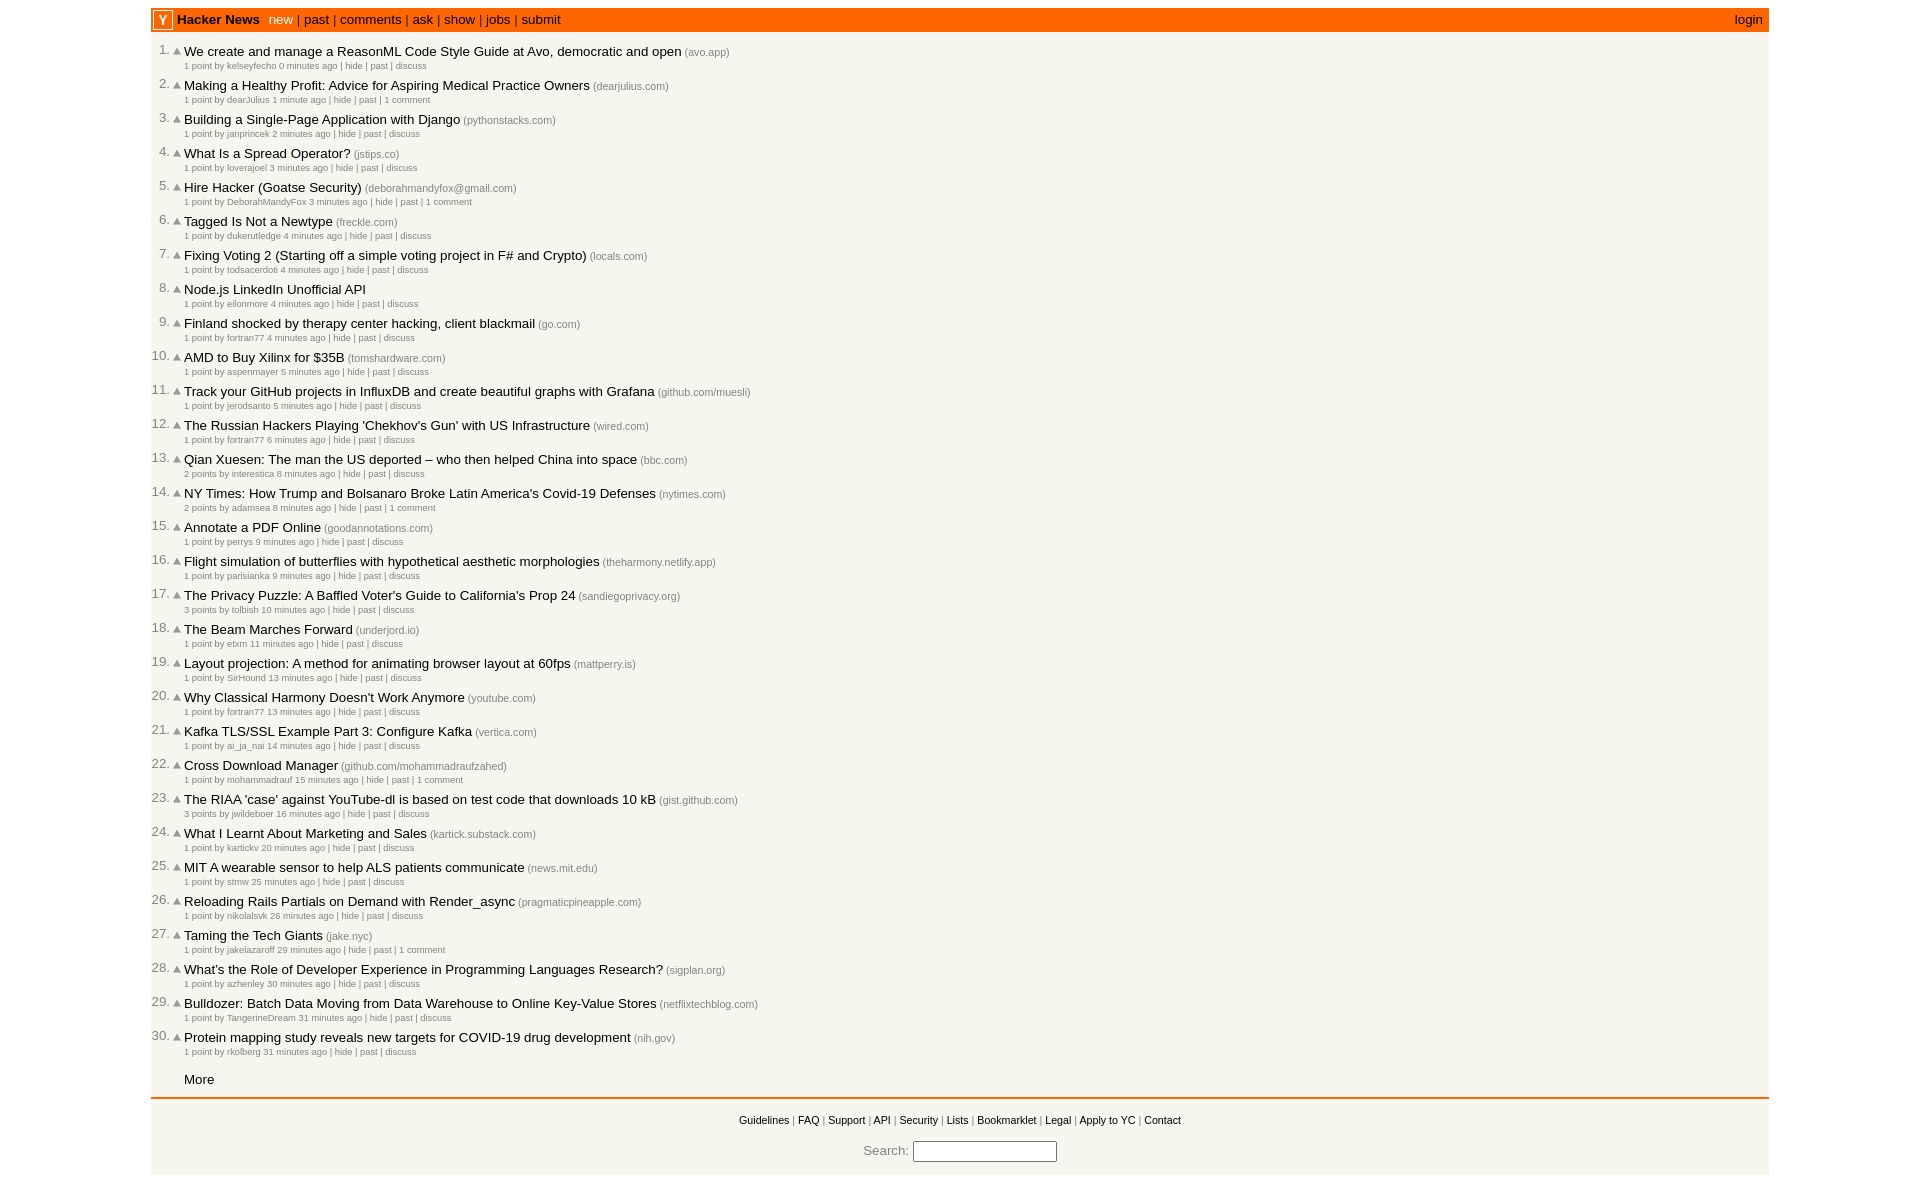 Y Hacker News new | past | comments | ask | show | jobs | submit login
1. We create and manage a ReasonML Code Style Guide at Avo, democratic and open (avo.app)
1 point by kelseyfecho 0 minutes ago | hide | past | discuss
2. Making a Healthy Profit: Advice for Aspiring Medical Practice Owners (dearjulius.com)
1 point by dearJulius 1 minute ago | hide | past | 1 comment
3. Building a Single-Page Application with Django (pythonstacks.com)
1 point by janprincek 2 minutes ago | hide | past | discuss
4. What Is a Spread Operator? (jstips.co)
1 point by loverajoel 3 minutes ago | hide | past | discuss
5. Hire Hacker (Goatse Security) (deborahmandyfox@gmail.com)
1 point by DeborahMandyFox 3 minutes ago | hide | past | 1 comment
6. Tagged Is Not a Newtype (freckle.com)
1 point by dukerutledge 4 minutes ago | hide | past | discuss
7. Fixing Voting 2 (Starting off a simple voting project in F# and Crypto) (locals.com)
1 point by todsacerdoti 4 minutes ago | hide | past | discuss
8. Node.js LinkedIn Unofficial API
1 point by eilonmore 4 minutes ago | hide | past | discuss
9. Finland shocked by therapy center hacking, client blackmail (go.com)
1 point by fortran77 4 minutes ago | hide | past | discuss
10. AMD to Buy Xilinx for $35B (tomshardware.com)
1 point by aspenmayer 5 minutes ago | hide | past | discuss
11. Track your GitHub projects in InfluxDB and create beautiful graphs with Grafana (github.com/muesli)
1 point by jerodsanto 5 minutes ago | hide | past | discuss
12. The Russian Hackers Playing 'Chekhov's Gun' with US Infrastructure (wired.com)
1 point by fortran77 6 minutes ago | hide | past | discuss
13. Qian Xuesen: The man the US deported – who then helped China into space (bbc.com)
2 points by interestica 8 minutes ago | hide | past | discuss
14. NY Times: How Trump and Bolsanaro Broke Latin America's Covid-19 Defenses (nytimes.com)
2 points by adamsea 8 minutes ago | hide | past | 1 comment
15. Annotate a PDF Online (goodannotations.com)
1 point by perrys 9 minutes ago | hide | past | discuss
16. Flight simulation of butterflies with hypothetical aesthetic morphologies (theharmony.netlify.app)
1 point by parisianka 9 minutes ago | hide | past | discuss
17. The Privacy Puzzle: A Baffled Voter's Guide to California's Prop 24 (sandiegoprivacy.org)
3 points by tolbish 10 minutes ago | hide | past | discuss
18. The Beam Marches Forward (underjord.io)
1 point by etxm 11 minutes ago | hide | past | discuss
19. Layout projection: A method for animating browser layout at 60fps (mattperry.is)
1 point by SirHound 13 minutes ago | hide | past | discuss
20. Why Classical Harmony Doesn't Work Anymore (youtube.com)
1 point by fortran77 13 minutes ago | hide | past | discuss
21. Kafka TLS/SSL Example Part 3: Configure Kafka (vertica.com)
1 point by ai_ja_nai 14 minutes ago | hide | past | discuss
22. Cross Download Manager (github.com/mohammadraufzahed)
1 point by mohammadrauf 15 minutes ago | hide | past | 1 comment
23. The RIAA 'case' against YouTube-dl is based on test code that downloads 10 kB (gist.github.com)
3 points by jwildeboer 16 minutes ago | hide | past | discuss
24. What I Learnt About Marketing and Sales (kartick.substack.com)
1 point by kartickv 20 minutes ago | hide | past | discuss
25. MIT A wearable sensor to help ALS patients communicate (news.mit.edu)
1 point by stmw 25 minutes ago | hide | past | discuss
26. Reloading Rails Partials on Demand with Render_async (pragmaticpineapple.com)
1 point by nikolalsvk 26 minutes ago | hide | past | discuss
27. Taming the Tech Giants (jake.nyc)
1 point by jakelazaroff 29 minutes ago | hide | past | 1 comment
28. What's the Role of Developer Experience in Programming Languages Research? (sigplan.org)
1 point by azhenley 30 minutes ago | hide | past | discuss
29. Bulldozer: Batch Data Moving from Data Warehouse to Online Key-Value Stores (netflixtechblog.com)
1 point by TangerineDream 31 minutes ago | hide | past | discuss
30. Protein mapping study reveals new targets for COVID-19 drug development (nih.gov)
1 point by rkolberg 31 minutes ago | hide | past | discuss
More
Guidelines | FAQ | Support | API | Security | Lists | Bookmarklet | Legal | Apply to YC | Contact
Search: